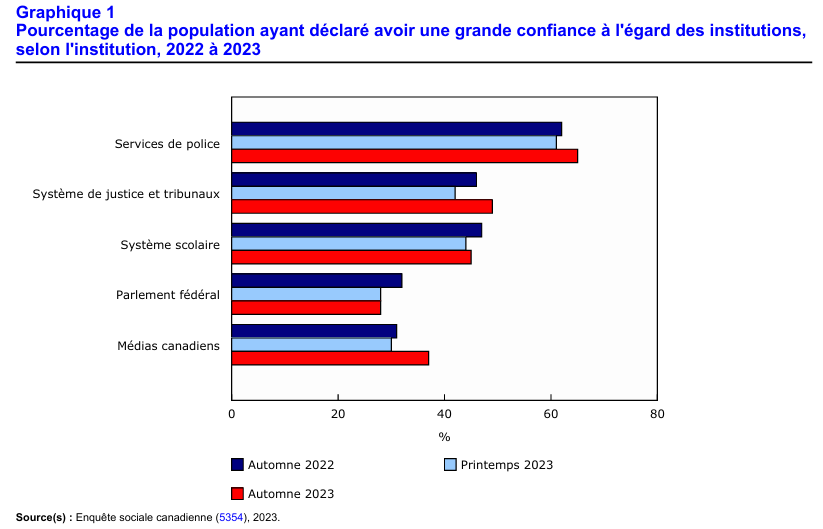 Graphique 1
Pourcentage de la population ayant déclaré avoir une grande confiance à l'égard des institutions,
selon l'institution, 2022 à 2023
Services de police
Système de justice et tribunaux
Système scolaire
Parlement fédéral
Médias canadiens
0 20 40 60 80
%
Automne 2022 Printemps 2023
Automne 2023
Source(s) : Enquête sociale canadienne (5354), 2023.